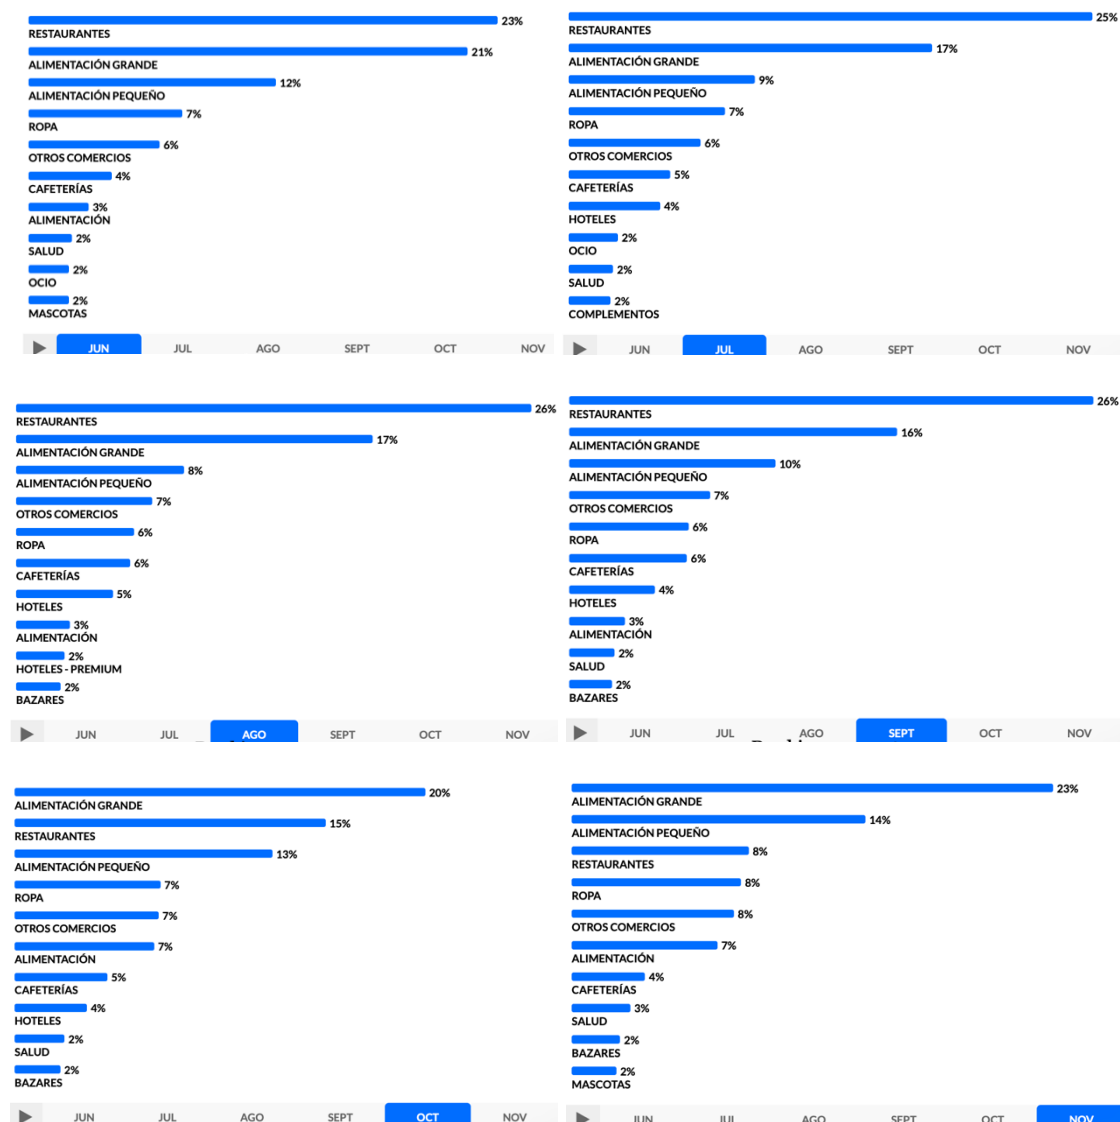 23%
RESTAURANTES
21%
ALIMENTACIÓN GRANDE
12%
ALIMENTACIÓN PEQUEÑO
7%
ROPA
6%
OTROS COMERCIOS
4%
CAFETERÍAS
3%
ALIMENTACIÓN
2%
SALUD
2%
OCIO
2%
MASCOTAS
JUN JUL AGO SEPT OCT NOV
25%
RESTAURANTES
17%
ALIMENTACIÓN GRANDE
9%
ALIMENTACIÓN PEQUEÑO
7%
ROPA
6%
OTROS COMERCIOS
5%
CAFETERÍAS
4%
HOTELES
2%
OCIO
2%
SALUD
2%
COMPLEMENTOS
JUN JUL AGO SEPT OCT NOV
26%
RESTAURANTES
17%
ALIMENTACIÓN GRANDE
8%
ALIMENTACIÓN PEQUEÑO
7%
OTROS COMERCIOS
6%
ROPA
6%
CAFETERÍAS
5%
HOTELES
3%
ALIMENTACIÓN
2%
HOTELES - PREMIUM
2%
BAZARES
JUN JUL AGO SEPT OCT NOV
26%
RESTAURANTES
16%
ALIMENTACIÓN GRANDE
10%
ALIMENTACIÓN PEQUEÑO
7%
OTROS COMERCIOS
6%
ROPA
6%
CAFETERÍAS
4%
HOTELES
3%
ALIMENTACIÓN
2%
SALUD
2%
BAZARES
JUN JUL AGO SEPT OCT NOV
20%
ALIMENTACIÓN GRANDE
15%
RESTAURANTES
13%
ALIMENTACIÓN PEQUEÑO
7%
ROPA
7%
OTROS COMERCIOS
7%
ALIMENTACIÓN
5%
CAFETERÍAS
4%
HOTELES
2%
SALUD
2%
BAZARES
JUN JUL AGO SEPT OCT NOV
23%
ALIMENTACIÓN GRANDE
14%
ALIMENTACIÓN PEQUEÑO
8%
RESTAURANTES
8%
ROPA
8%
OTROS COMERCIOS
7%
ALIMENTACIÓN
4%
CAFETERÍAS
3%
SALUD
2%
BAZARES
2%
MASCOTAS
JUN JUL AGO SEPT OCT NOV